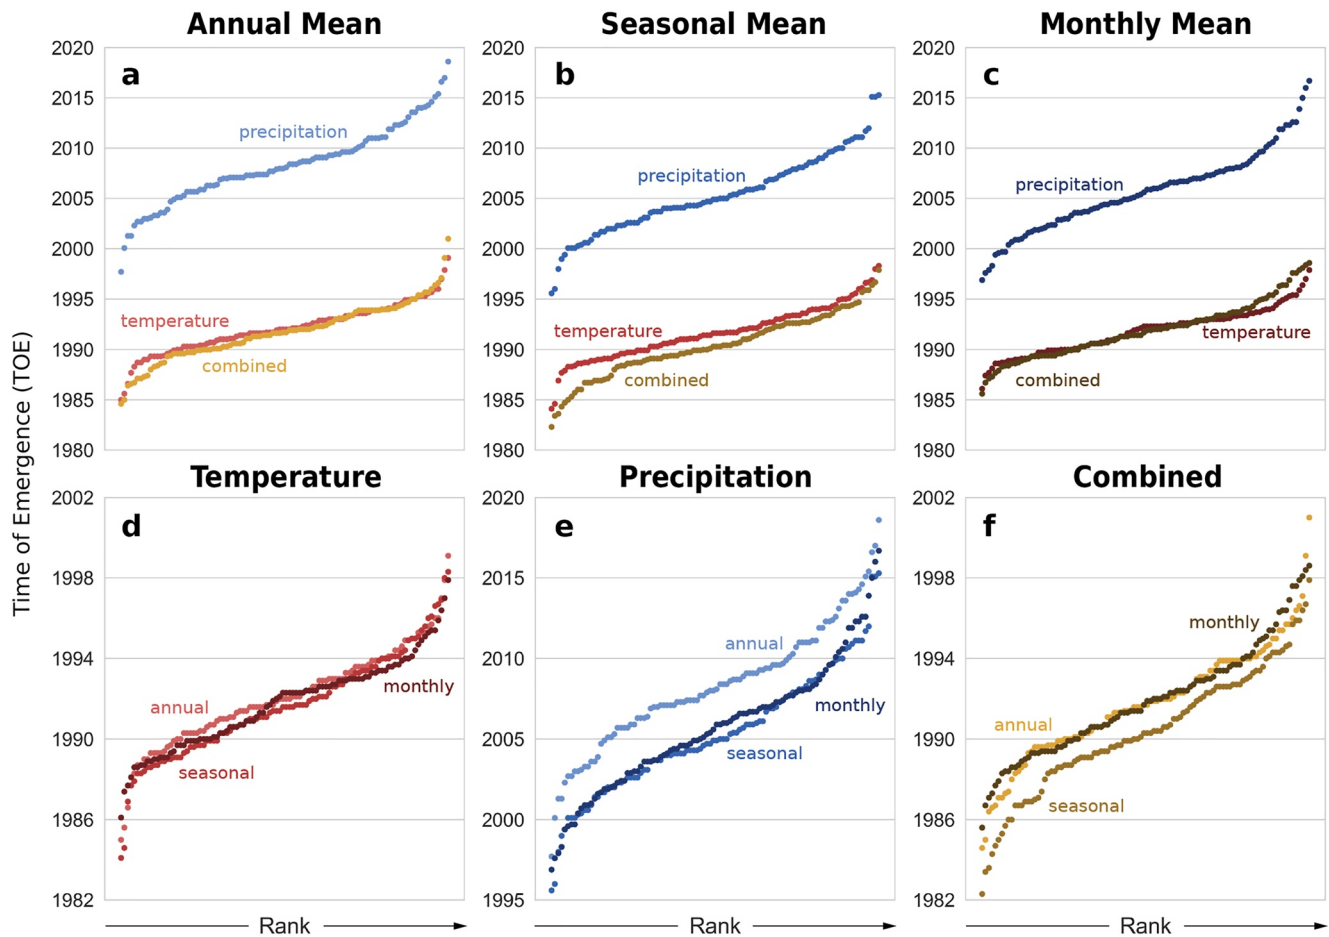 Annual Mean
Seasonal Mean
Monthly Mean
Time of Emergence (TOE)
a
2020
2015
2010
2005
2000
1995
1990
1985
1980
precipitation
temperature
combined
b
2020
2015
2010
2005
2000
1995
1990
1985
1980
precipitation
temperature
combined
c
2020
2015
2010
2005
2000
1995
1990
1985
1980
precipitation
temperature
combined
Temperature
Precipitation
Combined
d
2002
1998
1994
1990
1986
1982
annual
monthly
seasonal
e
2020
2015
2010
2005
2000
1995
annual
monthly
seasonal
f
2002
1998
1994
1990
1986
1982
monthly
annual
seasonal
Rank
Rank
Rank